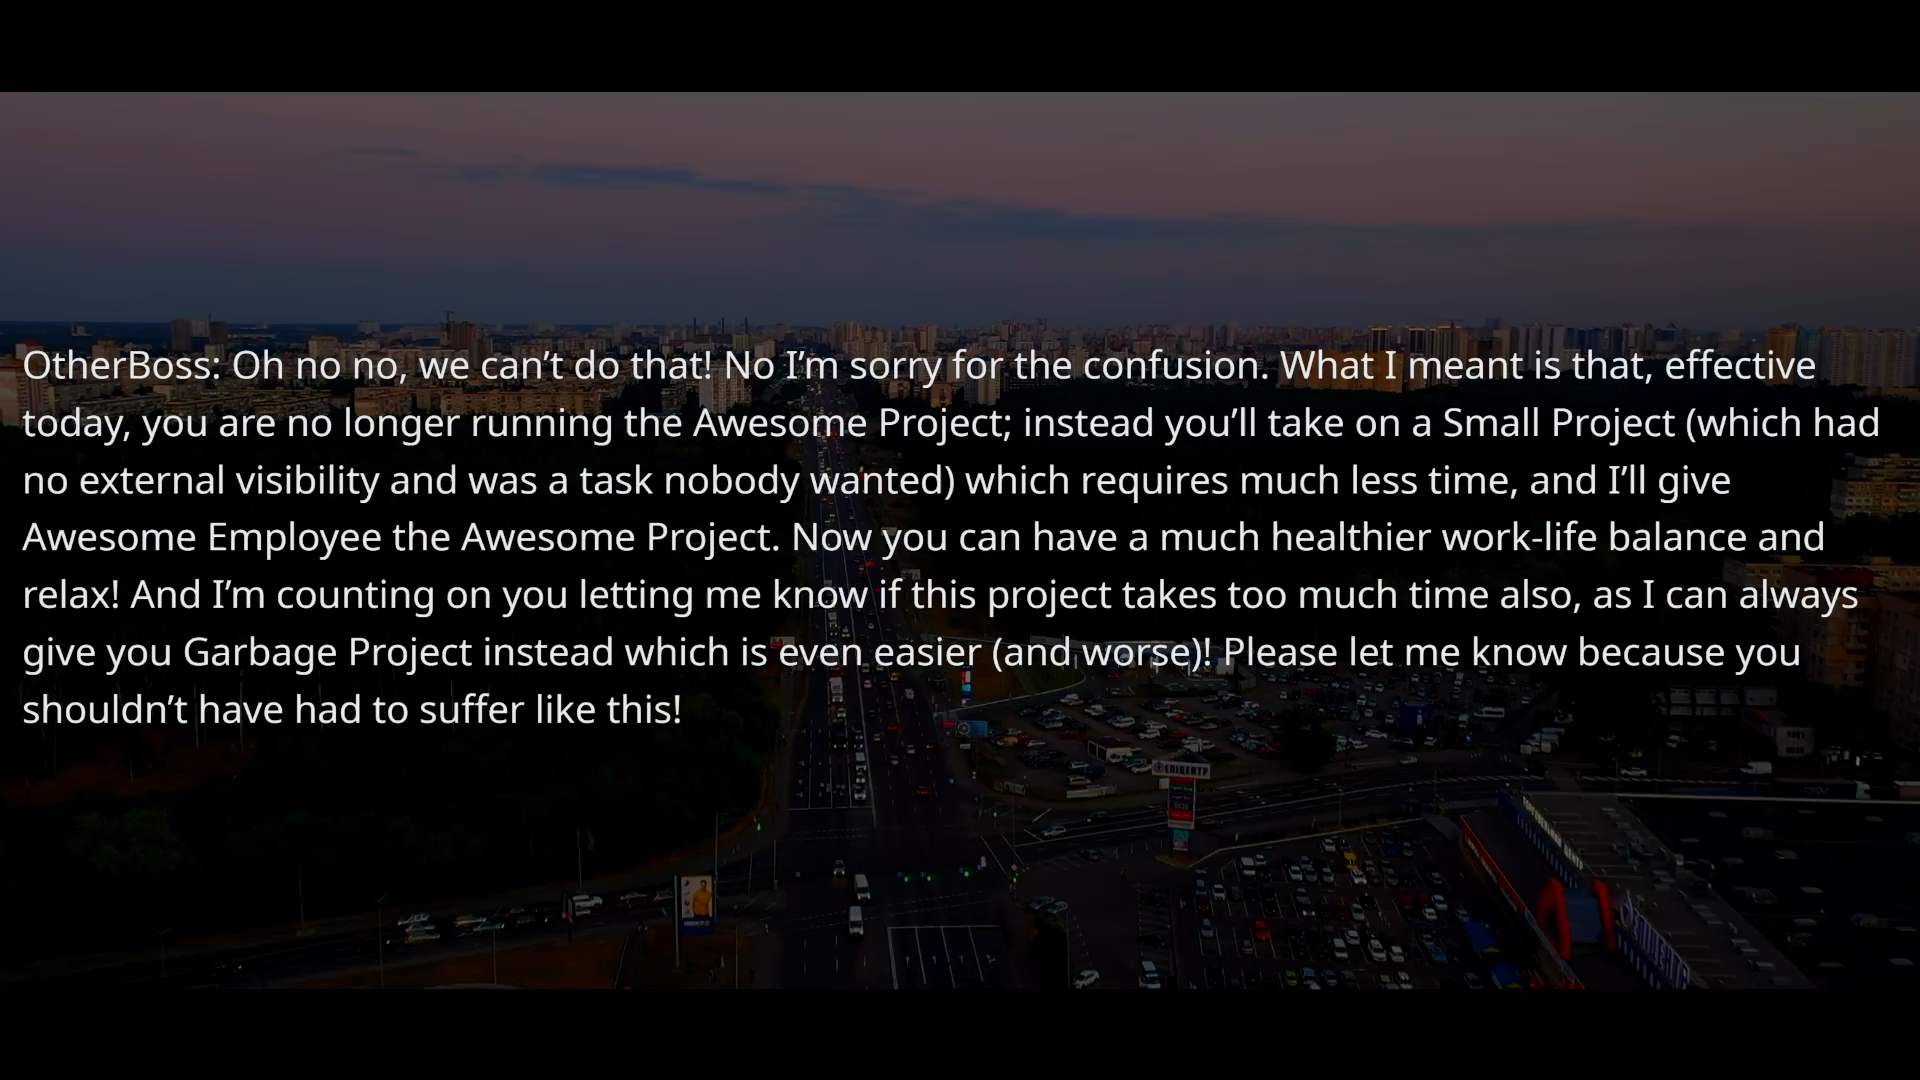 OtherBoss: Oh no no, we can’t do that! No I’m sorry for the confusion. What I meant is that, effective
today, you are no longer running the Awesome Project; instead you’ll take on a Small Project (which had
no external visibility and was a task nobody wanted) which requires much less time, and I’ll give
Awesome Employee the Awesome Project. Now you can have a much healthier work-life balance and
relax! And I’m counting on you letting me know if this project takes too much time also, as I can always
give you Garbage Project instead which is even easier (and worse)! Please let me know because you
shouldn’t have had to suffer like this!
ЕПІЦЕНТР
ЕПІЦЕНТР